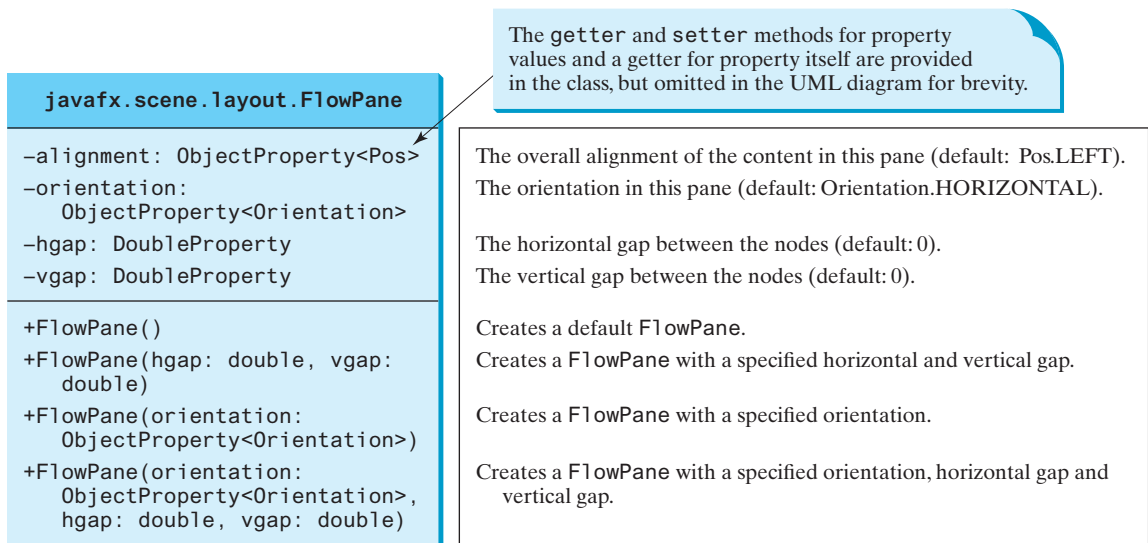 The getter and setter methods for property
values and a getter for property itself are provided
in the class, but omitted in the UML diagram for brevity.
javafx.scene.layout.FlowPane
–alignment: ObjectProperty<Pos>
The overall alignment of the content in this pane (default: Pos.LEFT).
–orientation:
ObjectProperty<Orientation>
The orientation in this pane (default: Orientation.HORIZONTAL).
–hgap: DoubleProperty
The horizontal gap between the nodes (default: 0).
–vgap: DoubleProperty
The vertical gap between the nodes (default: 0).
+FlowPane()
Creates a default FlowPane.
+FlowPane(hgap: double, vgap:
double)
Creates a FlowPane with a specified horizontal and vertical gap.
+FlowPane(orientation:
ObjectProperty<Orientation>)
Creates a FlowPane with a specified orientation.
+FlowPane(orientation:
ObjectProperty<Orientation>,
hgap: double, vgap: double)
Creates a FlowPane with a specified orientation, horizontal gap and
vertical gap.